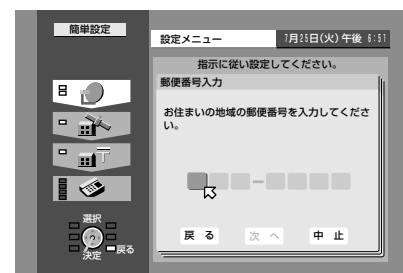 簡単設定
設定メニュー
7月25日(火)午後 6:51
指示に従い設定してください。
郵便番号入力
お住まいの地域の郵便番号を入力してくださ
い。
戻 る
次 へ
中 止
選択
決定
戻る